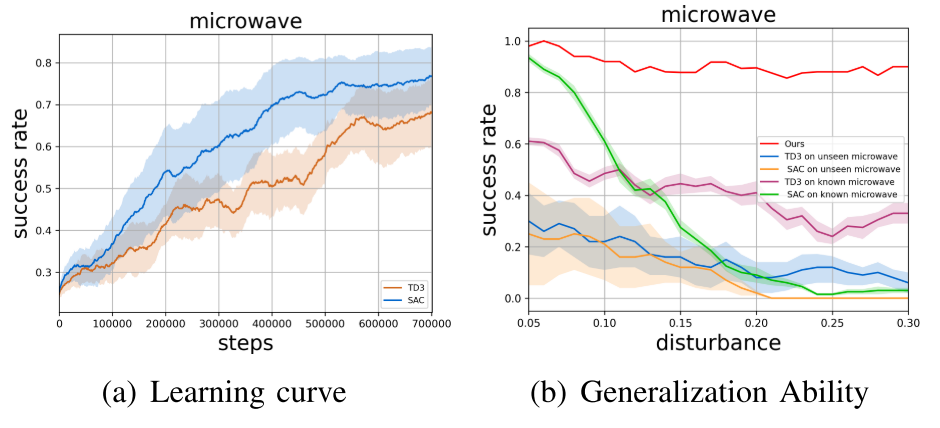 microwave
success rate
0.8
0.7
0.6
0.5
0.4
0.3
TD3
SAC
0 100000 200000 300000 400000 500000 600000 700000
steps
(a) Learning curve
microwave
success rate
1.0
0.8
0.6
0.4
0.2
0.0
Ours
TD3 on unseen microwave
SAC on unseen microwave
TD3 on known microwave
SAC on known microwave
0.05 0.10 0.15 0.20 0.25 0.30
disturbance
(b) Generalization Ability